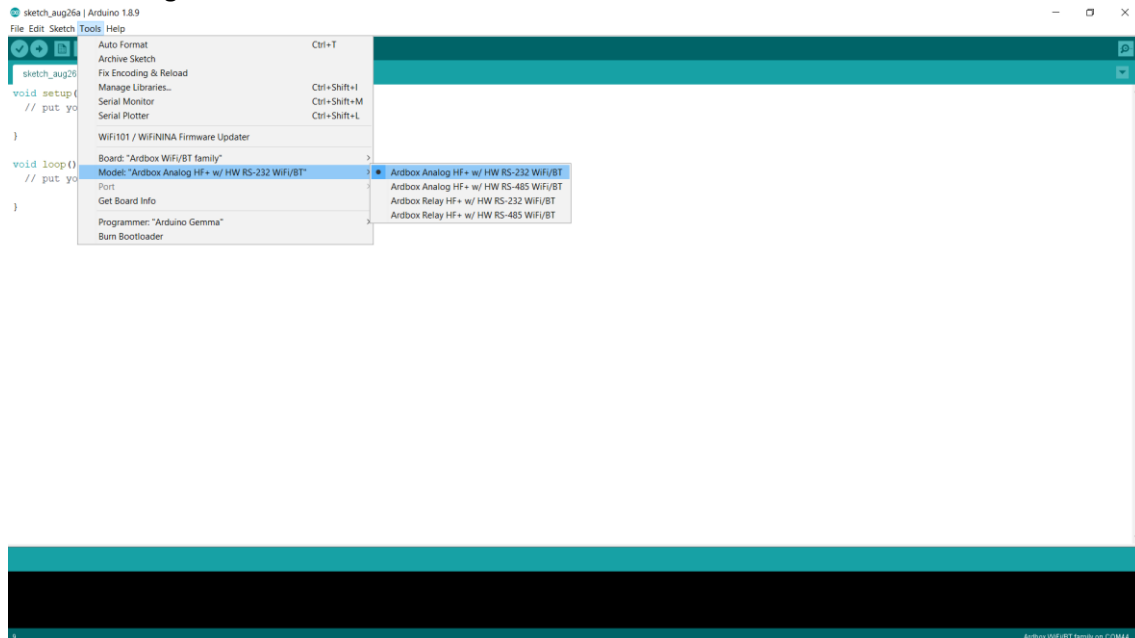 sketch_aug26a | Arduino 1.8.9
File Edit Sketch Tools Help
sketch_aug26
Auto Format Ctrl+T
Archive Sketch
Fix Encoding & Reload
Manage Libraries... Ctrl+Shift+I
Serial Monitor Ctrl+Shift+M
Serial Plotter Ctrl+Shift+L
WiFi101 / WiFiNINA Firmware Updater
Board: "Ardbox WiFi/BT family"
Model: "Ardbox Analog HF+ w/ HW RS-232 WiFi/BT"
Port
Get Board Info
Programmer: "Arduino Gemma"
Burn Bootloader
Ardbox Analog HF+ w/ HW RS-232 WiFi/BT
Ardbox Analog HF+ w/ HW RS-485 WiFi/BT
Ardbox Relay HF+ w/ HW RS-232 WiFi/BT
Ardbox Relay HF+ w/ HW RS-485 WiFi/BT
void setup(
// put yo
}
void loop()
// put yo
}
9
Ardbox WiFi/BT family on COM44